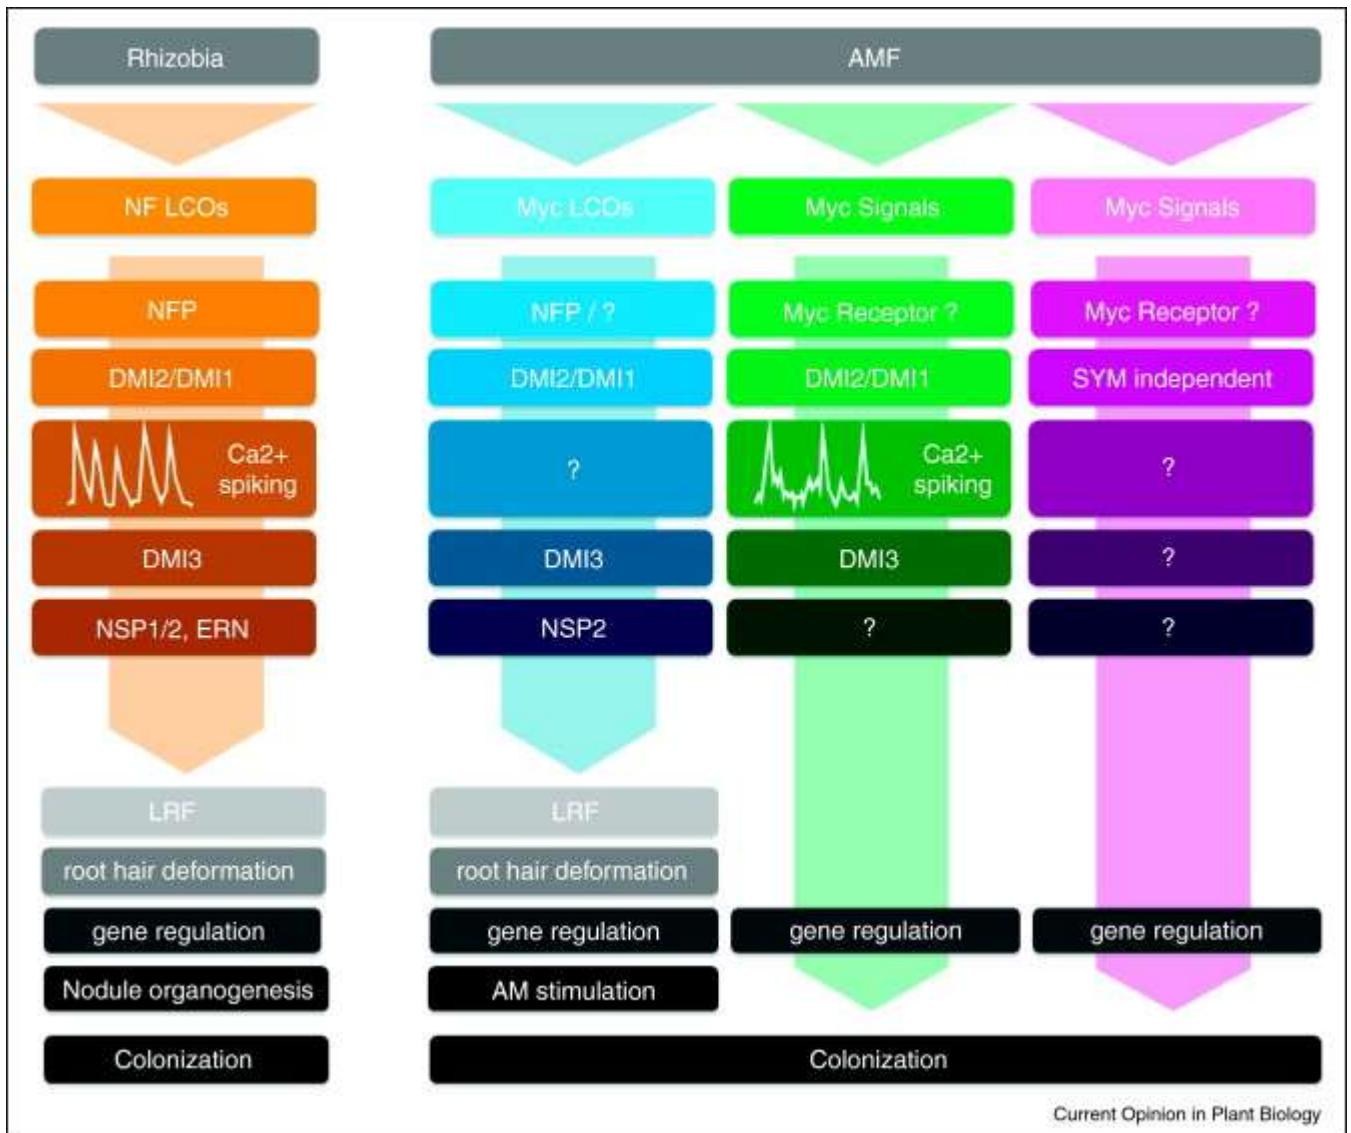 Rhizobia
AMF
NF LCOs
Myc LCOs
Myc Signals
Myc Signals
NFP
NFP / ?
Myc Receptor ?
Myc Receptor ?
DMI2/DMI1
DMI2/DMI1
DMI2/DMI1
SYM independent
Ca2+
spiking
?
Ca2+
spiking
?
DMI3
DMI3
DMI3
?
NSP1/2, ERN
NSP2
?
?
LRF
LRF
root hair deformation
root hair deformation
gene regulation
gene regulation
gene regulation
gene regulation
Nodule organogenesis
AM stimulation
Colonization
Colonization
Current Opinion in Plant Biology